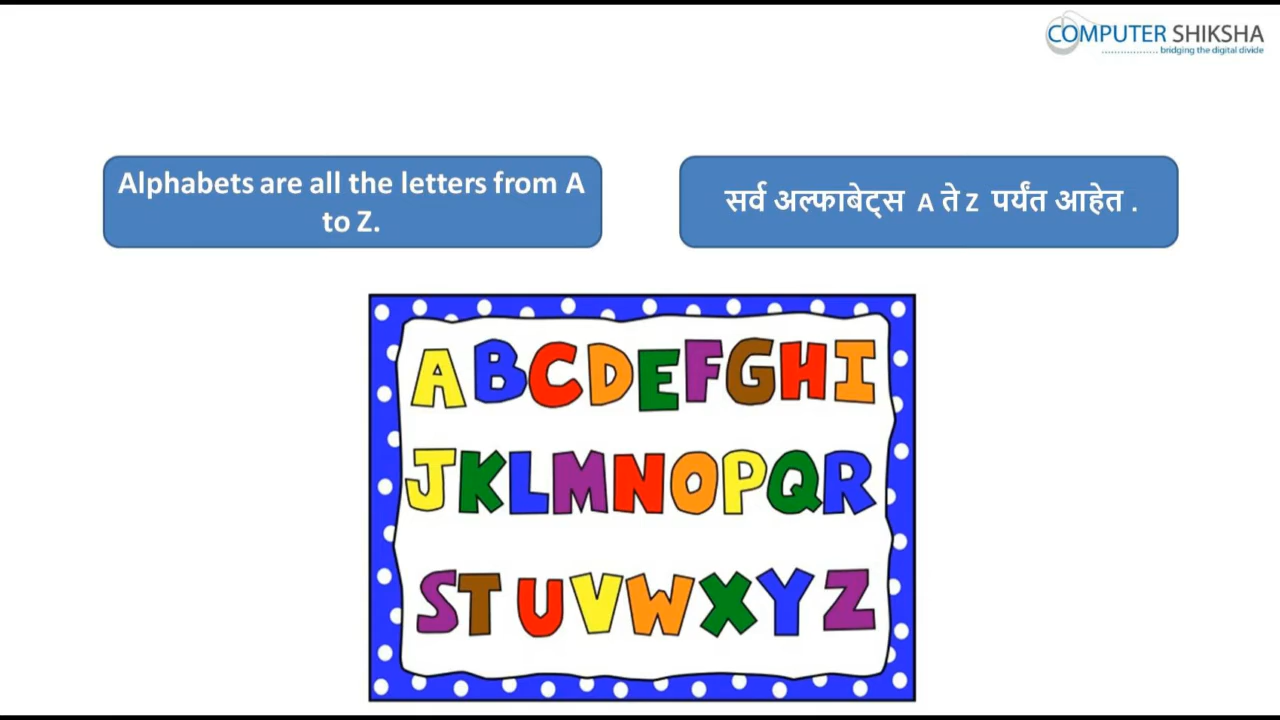 COMPUTER SHIKSHA
bridging the digital divide
Alphabets are all the letters from A
to Z.
सर्व अल्फाबेट्स A ते Z पर्यंत आहेत .
ABCDEFGHI
JKLMNOPQR
STUVWXYZ